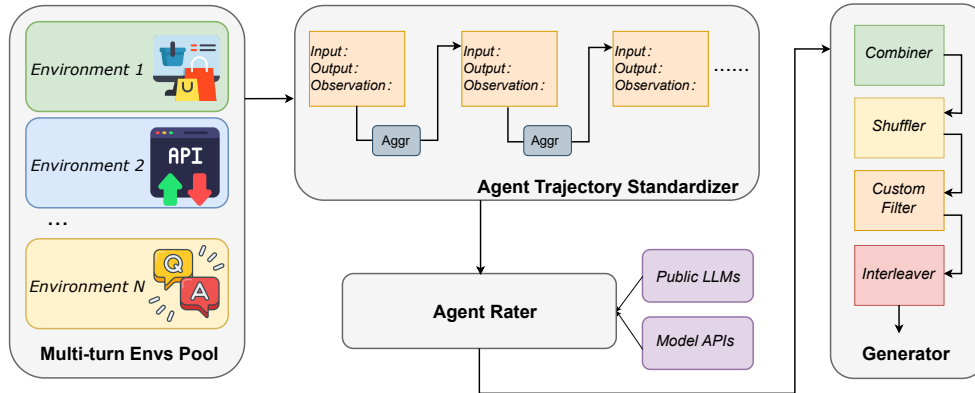 Environment 1
Environment 2
API
...
Environment N
Q
A
Multi-turn Envs Pool
Input:
Output:
Observation:
Input:
Output:
Observation:
Input:
Output:
Observation:
......
Aggr
Aggr
Agent Trajectory Standardizer
Agent Rater
Public LLMs
Model APIs
Combiner
Shuffler
Custom
Filter
Interleaver
Generator